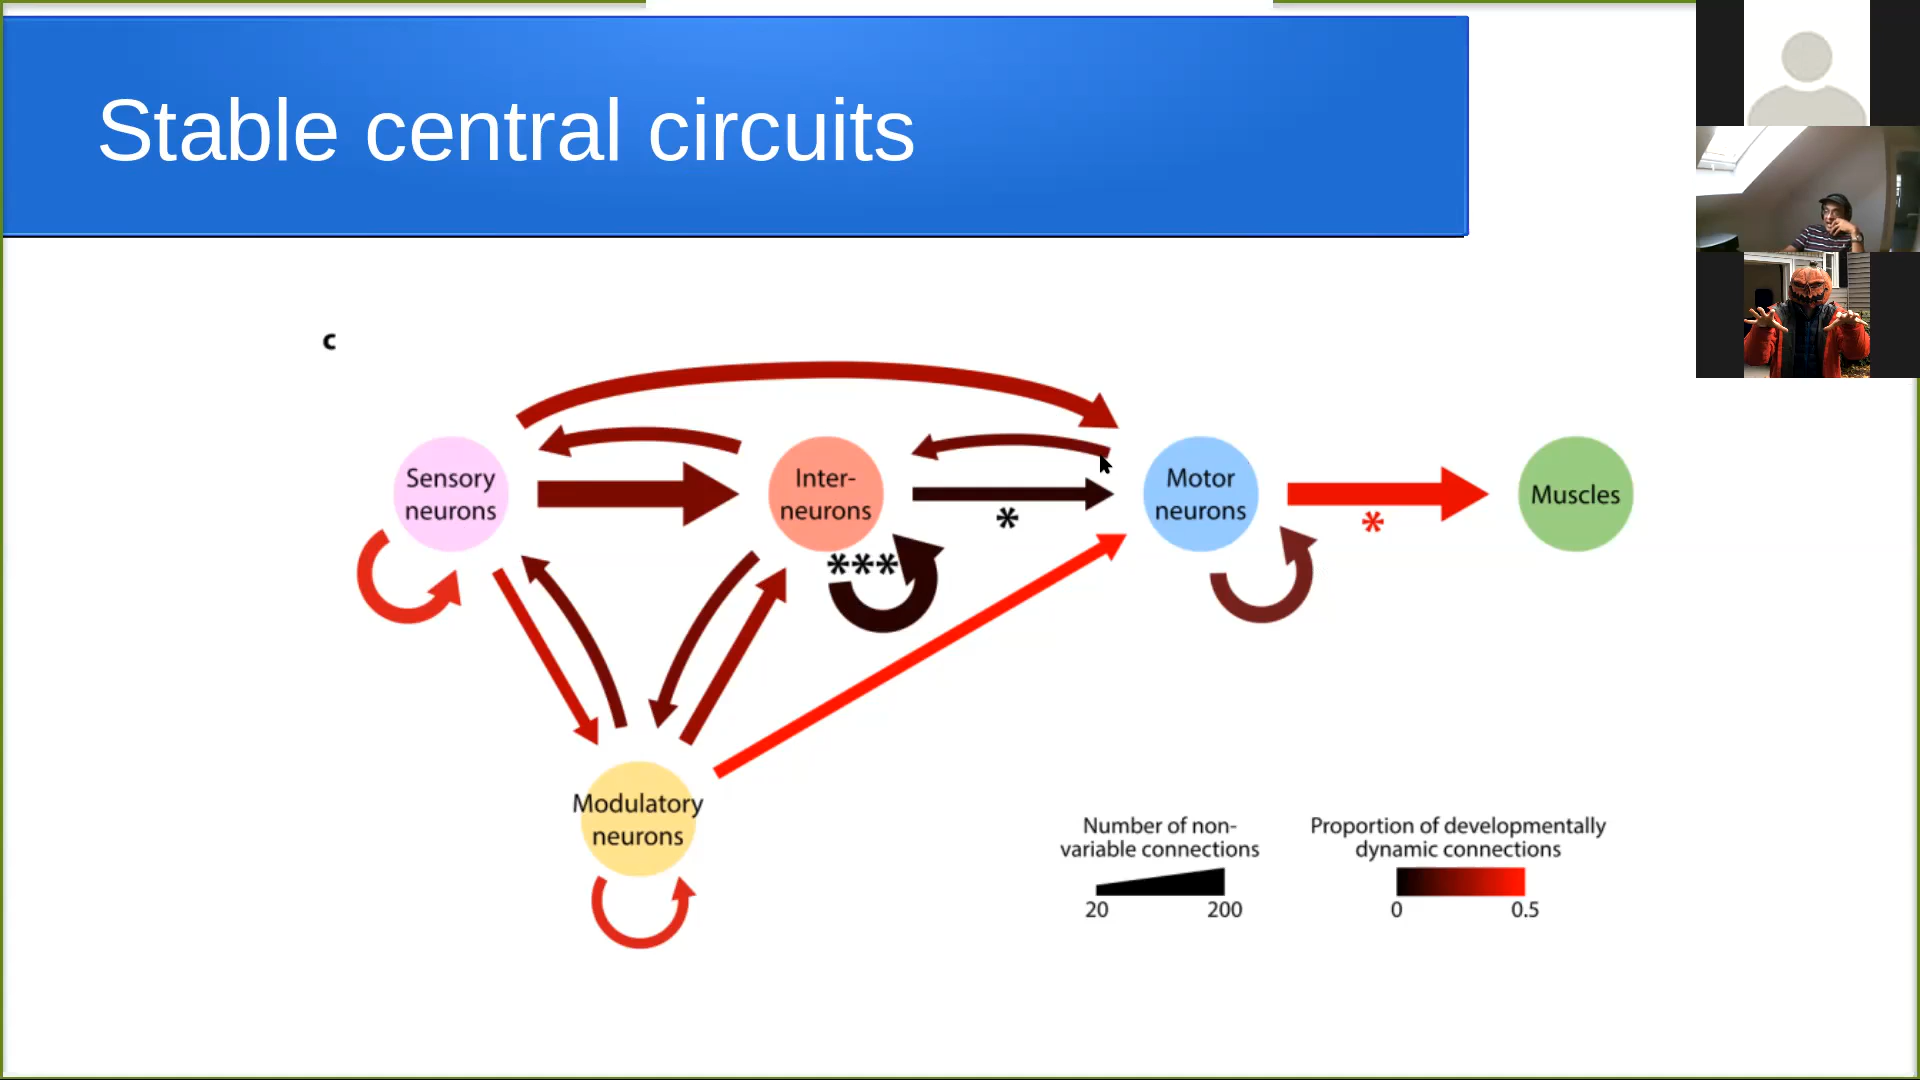 Stable central circuits
c
Sensory
neurons
Inter-
neurons
***
*
Motor
neurons
*
Muscles
Modulatory
neurons
Number of non-
variable connections
20 200
Proportion of developmentally
dynamic connections
0 0.5